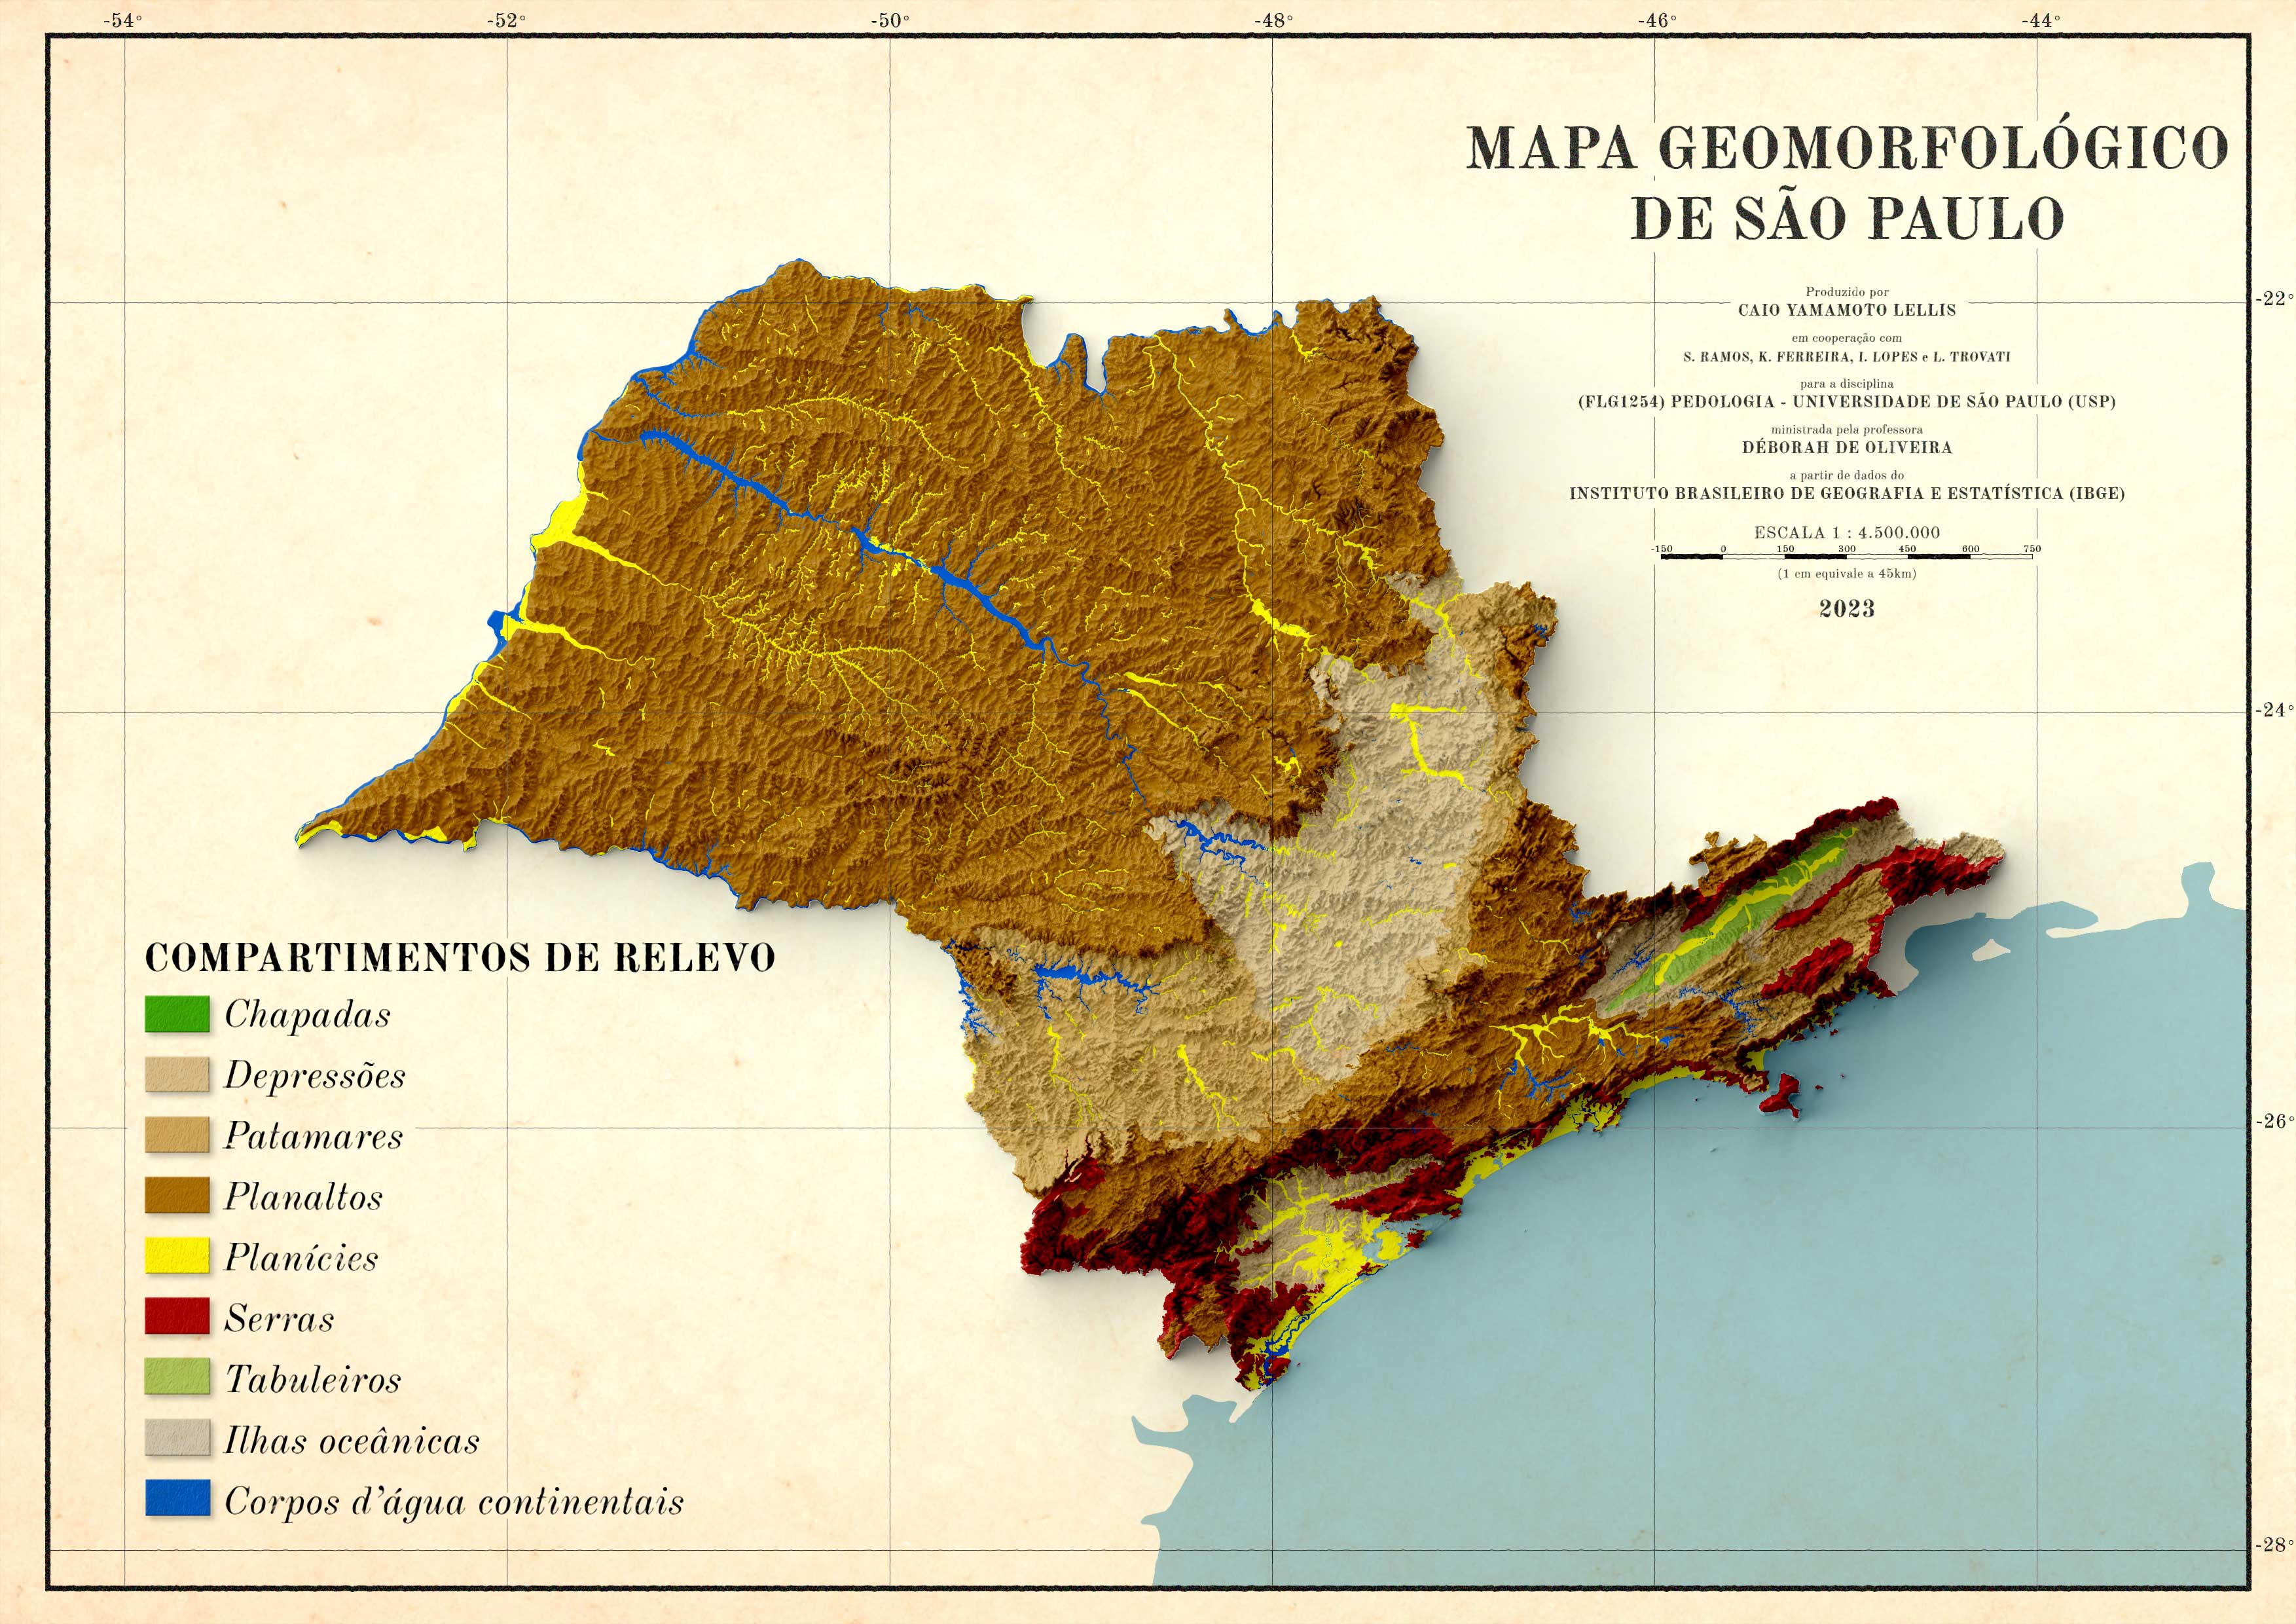 -54°
-52°
-50°
-48°
-46°
-44°
MAPA GEOMORFOLÓGICO
DE SÃO PAULO
-22°
Produzido por
CAIO YAMAMOTO LELLIS
em cooperação com
S. RAMOS, K. FERREIRA, I. LOPES e L. TROVATI
para a disciplina
(FLG1254) PEDOLOGIA - UNIVERSIDADE DE SÃO PAULO (USP)
ministrada pela professora
DÉBORAH DE OLIVEIRA
a partir de dados do
INSTITUTO BRASILEIRO DE GEOGRAFIA E ESTATÍSTICA (IBGE)
ESCALA 1 : 4.500.000
-150 0 150 300 450 600 750
(1 cm equivale a 45km)
2023
-24°
COMPARTIMENTOS DE RELEVO
Chapadas
Depressões
Patamares
Planaltos
Planícies
Serras
Tabuleiros
Ilhas oceânicas
Corpos d'água continentais
-26°
-28°